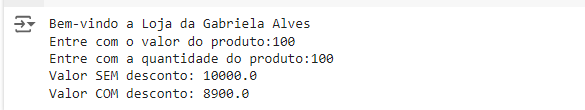 Bem-vindo a Loja da Gabriela Alves
Entre com o valor do produto:100
Entre com a quantidade do produto:100
Valor SEM desconto: 10000.0
Valor COM desconto: 8900.0